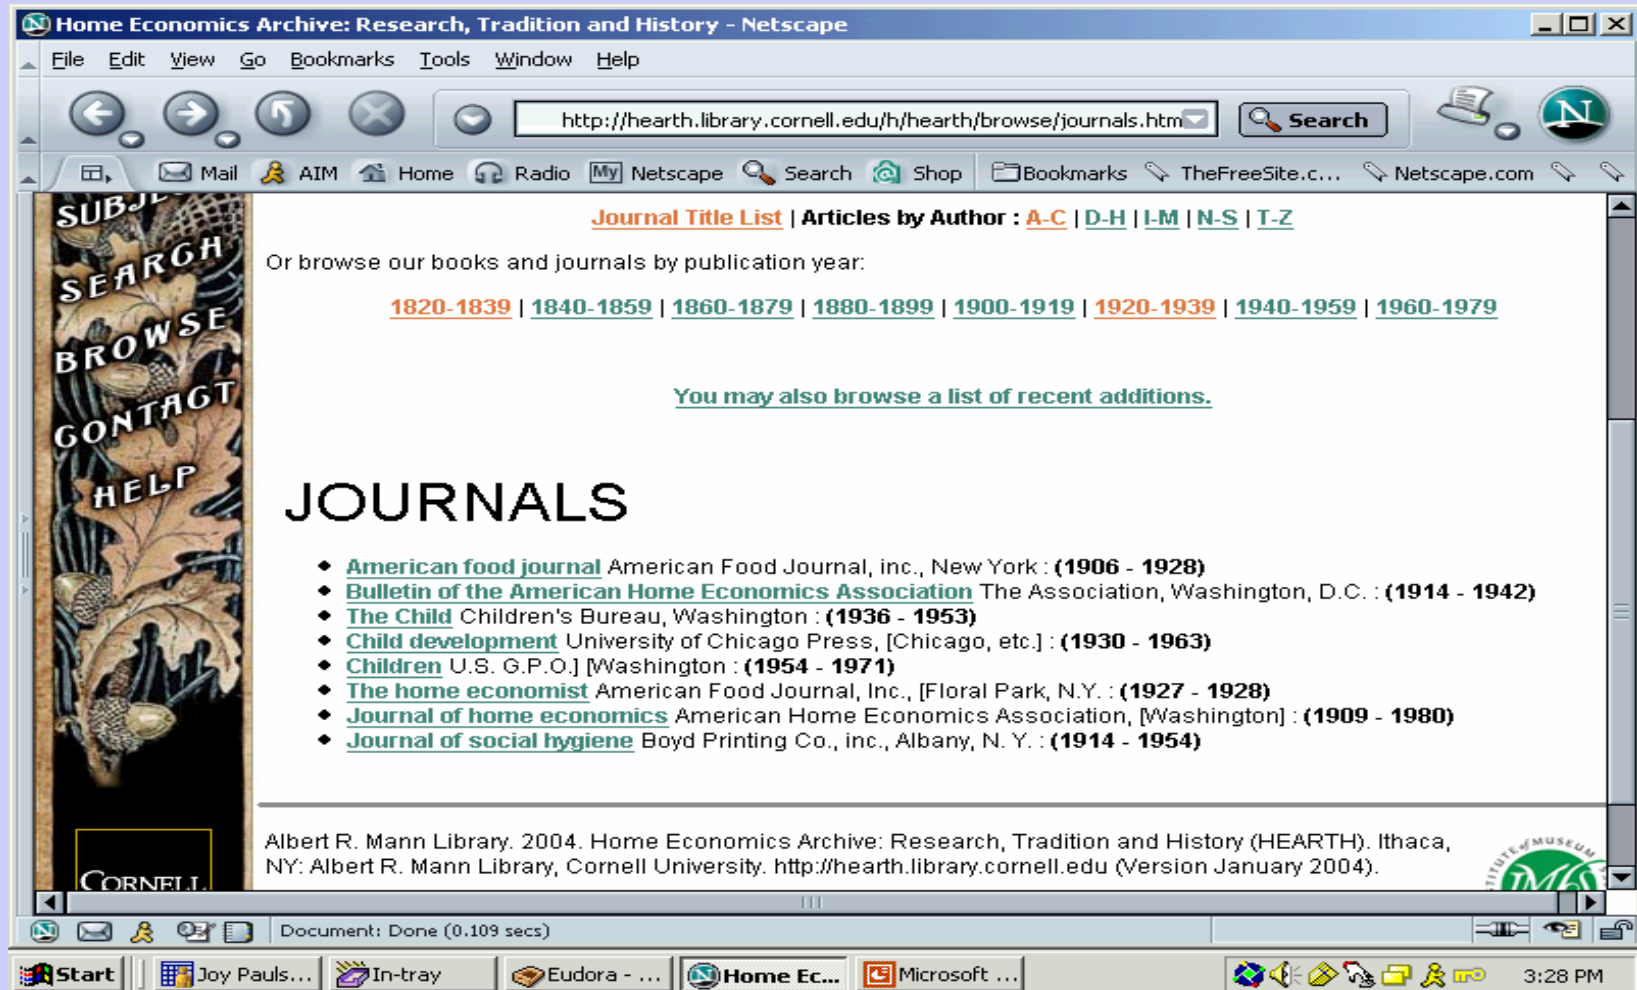 Home Economics Archive: Research, Tradition and History - Netscape
File Edit View Go Bookmarks Tools Window Help
http://hearth.library.cornell.edu/h/hearth/browse/journals.htm Search N
Mail AIM Home Radio My Netscape Search Shop Bookmarks TheFreeSite.c... Netscape.com
SUBJE
SEARCH
BROWSE
CONTACT
HELP
CORNELL
Journal Title List | Articles by Author : A-C | D-H | I-M | N-S | T-Z
Or browse our books and journals by publication year:
1820-1839 | 1840-1859 | 1860-1879 | 1880-1899 | 1900-1919 | 1920-1939 | 1940-1959 | 1960-1979
You may also browse a list of recent additions.
JOURNALS
American food journal American Food Journal, inc., New York : (1906 - 1928)
Bulletin of the American Home Economics Association The Association, Washington, D.C. : (1914 - 1942)
The Child Children's Bureau, Washington : (1936 - 1953)
Child development University of Chicago Press, [Chicago, etc.] : (1930 - 1963)
Children U.S. G.P.O.] [Washington : (1954 - 1971)
The home economist American Food Journal, Inc., [Floral Park, N.Y. : (1927 - 1928)
Journal of home economics American Home Economics Association, [Washington] : (1909 - 1980)
Journal of social hygiene Boyd Printing Co., inc., Albany, N. Y. : (1914 - 1954)
Albert R. Mann Library. 2004. Home Economics Archive: Research, Tradition and History (HEARTH). Ithaca,
NY: Albert R. Mann Library, Cornell University. http://hearth.library.cornell.edu (Version January 2004).
Document: Done (0.109 secs)
Start Joy Pauls... In-tray Eudora - ... Home Ec... Microsoft ... 3:28 PM